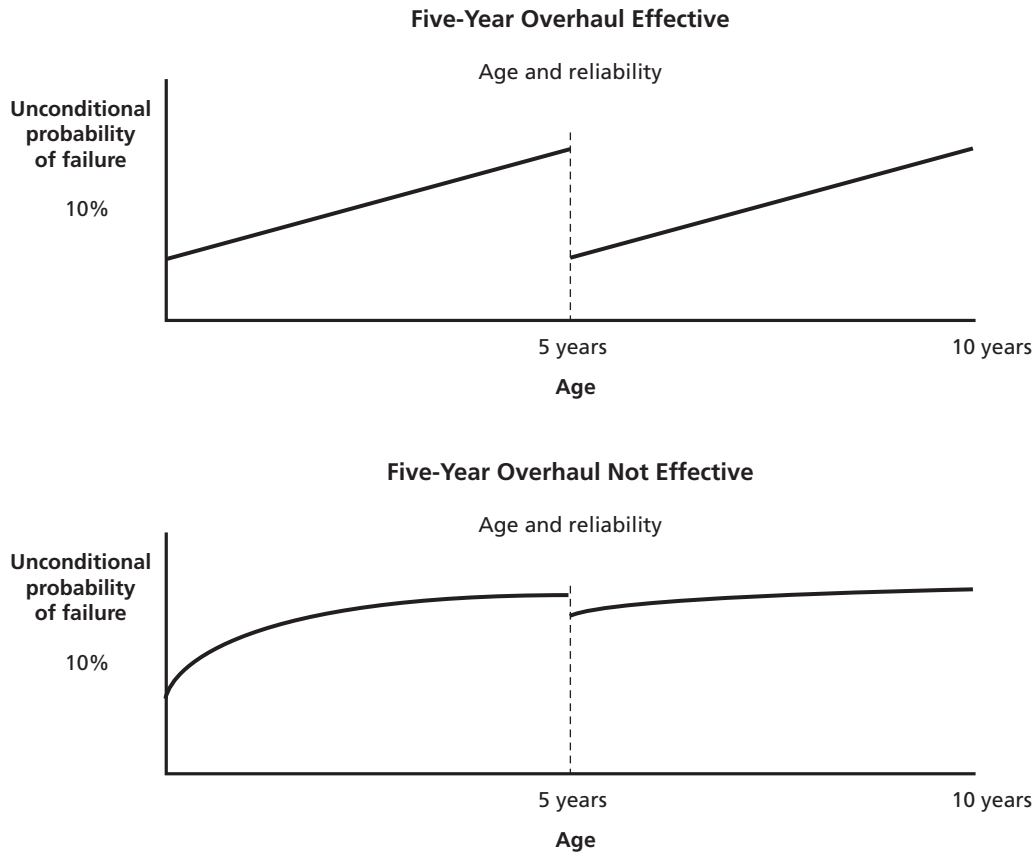 Five-Year Overhaul Effective
Age and reliability
Unconditional
probability
of failure
10%
5 years
10 years
Age
Five-Year Overhaul Not Effective
Age and reliability
Unconditional
probability
of failure
10%
5 years
10 years
Age